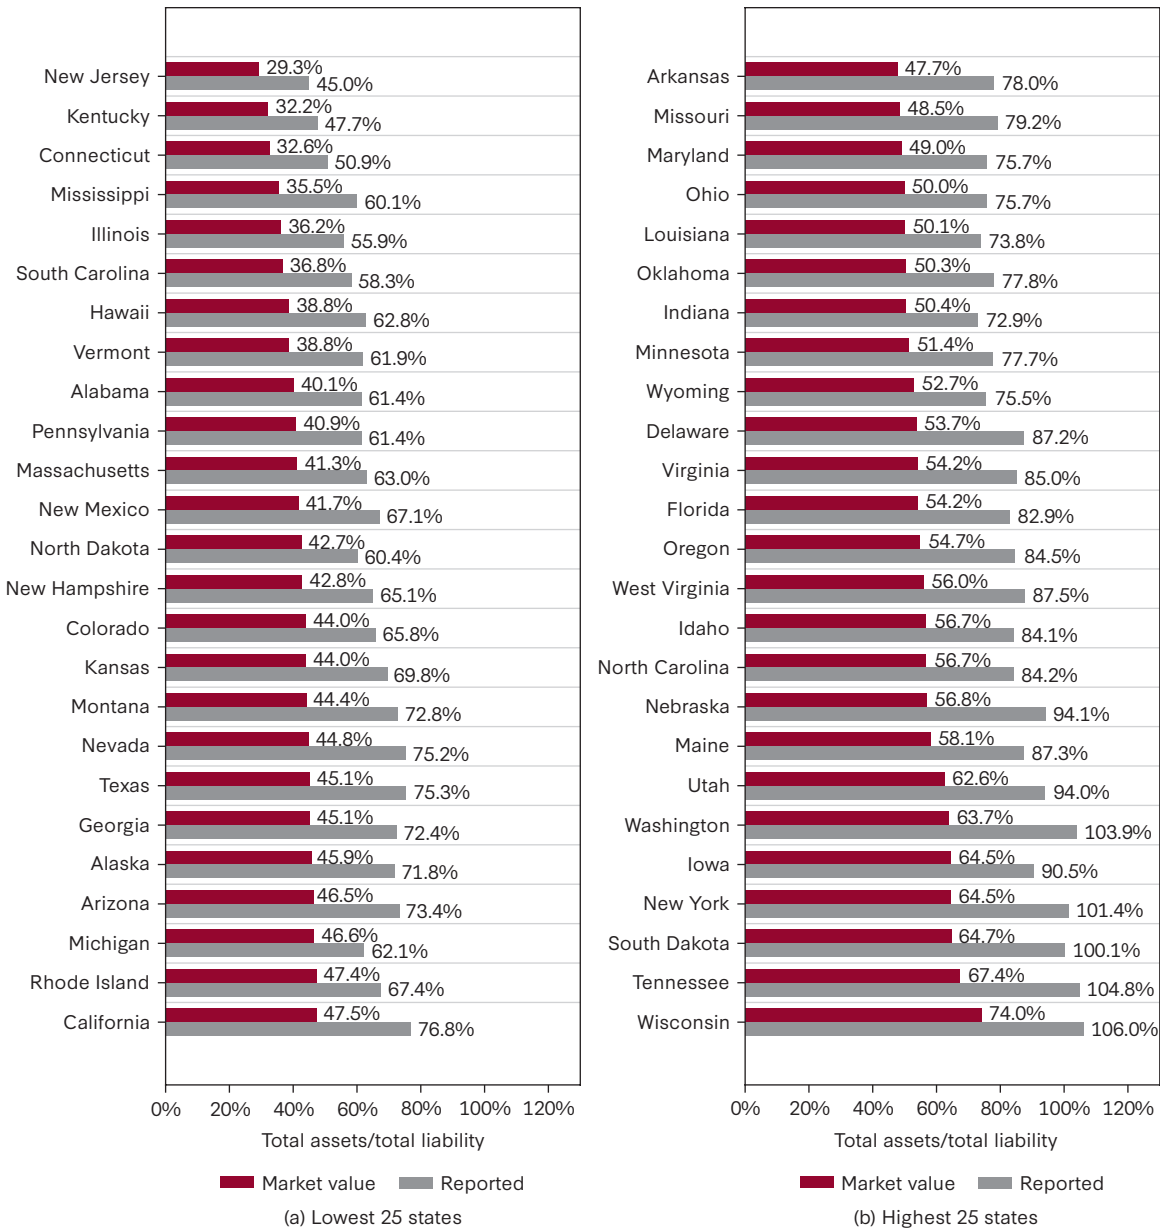 New Jersey 29.3% 45.0%
Kentucky 32.2% 47.7%
Connecticut 32.6% 50.9%
Mississippi 35.5% 60.1%
Illinois 36.2% 55.9%
South Carolina 36.8% 58.3%
Hawaii 38.8% 62.8%
Vermont 38.8% 61.9%
Alabama 40.1% 61.4%
Pennsylvania 40.9% 61.4%
Massachusetts 41.3% 63.0%
New Mexico 41.7% 67.1%
North Dakota 42.7% 60.4%
New Hampshire 42.8% 65.1%
Colorado 44.0% 65.8%
Kansas 44.0% 69.8%
Montana 44.4% 72.8%
Nevada 44.8% 75.2%
Texas 45.1% 75.3%
Georgia 45.1% 72.4%
Alaska 45.9% 71.8%
Arizona 46.5% 73.4%
Michigan 46.6% 62.1%
Rhode Island 47.4% 67.4%
California 47.5% 76.8%
0% 20% 40% 60% 80% 100% 120%
Total assets/total liability
Market value Reported
(a) Lowest 25 states
Arkansas 47.7% 78.0%
Missouri 48.5% 79.2%
Maryland 49.0% 75.7%
Ohio 50.0% 75.7%
Louisiana 50.1% 73.8%
Oklahoma 50.3% 77.8%
Indiana 50.4% 72.9%
Minnesota 51.4% 77.7%
Wyoming 52.7% 75.5%
Delaware 53.7% 87.2%
Virginia 54.2% 85.0%
Florida 54.2% 82.9%
Oregon 54.7% 84.5%
West Virginia 56.0% 87.5%
Idaho 56.7% 84.1%
North Carolina 56.7% 84.2%
Nebraska 56.8% 94.1%
Maine 58.1% 87.3%
Utah 62.6% 94.0%
Washington 63.7% 103.9%
Iowa 64.5% 90.5%
New York 64.5% 101.4%
South Dakota 64.7% 100.1%
Tennessee 67.4% 104.8%
Wisconsin 74.0% 106.0%
0% 20% 40% 60% 80% 100% 120%
Total assets/total liability
Market value Reported
(b) Highest 25 states